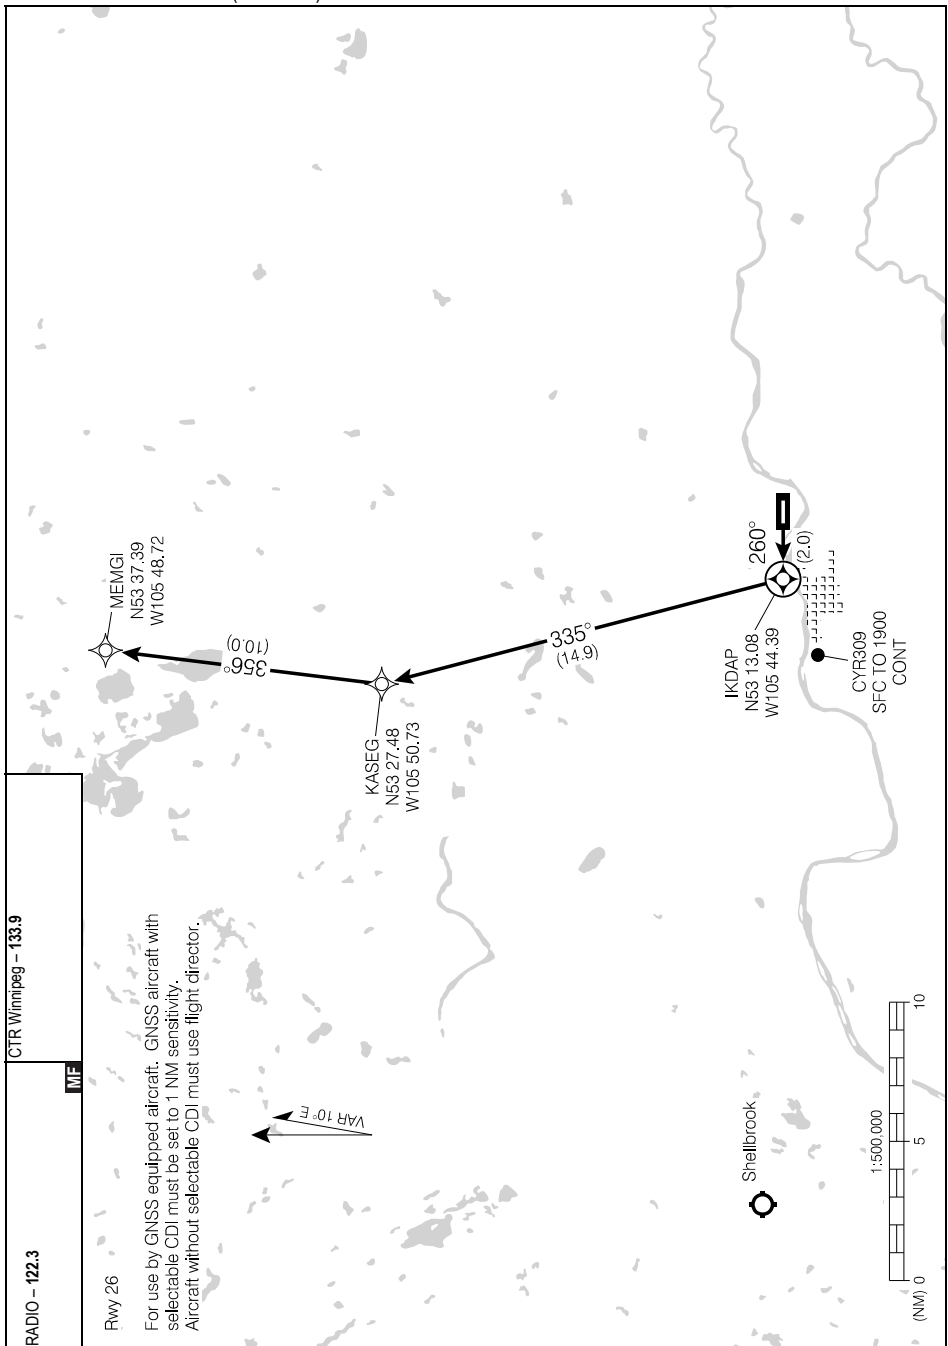 RADIO – 122.3
MF
CTR Winnipeg – 133.9
Rwy 26
For use by GNSS equipped aircraft. GNSS aircraft with
selectable CDI must be set to 1 NM sensitivity.
Aircraft without selectable CDI must use flight director.
VAR 10° E
MEMGI
N53 37.39
W105 48.72
356°
(10.0)
KASEG
N53 27.48
W105 50.73
335°
(14.9)
IKDAP
N53 13.08
W105 44.39
260°
(2.0)
CYR309
SFC TO 1900
CONT
Shellbrook
1:500,000
(NM) 0 5 10